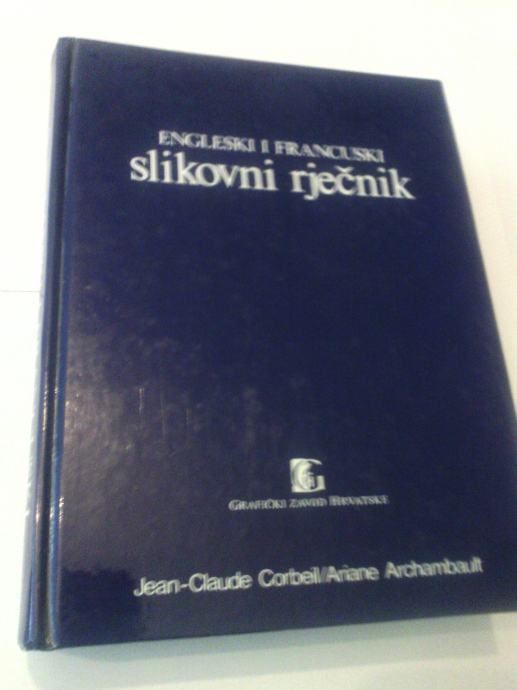 ENGLESKI I FRANCUSKI
slikovni rječnik
GRAFIČKI ZAVOD HRVATSKE
Jean-Claude Corbeil/Ariane Archambault